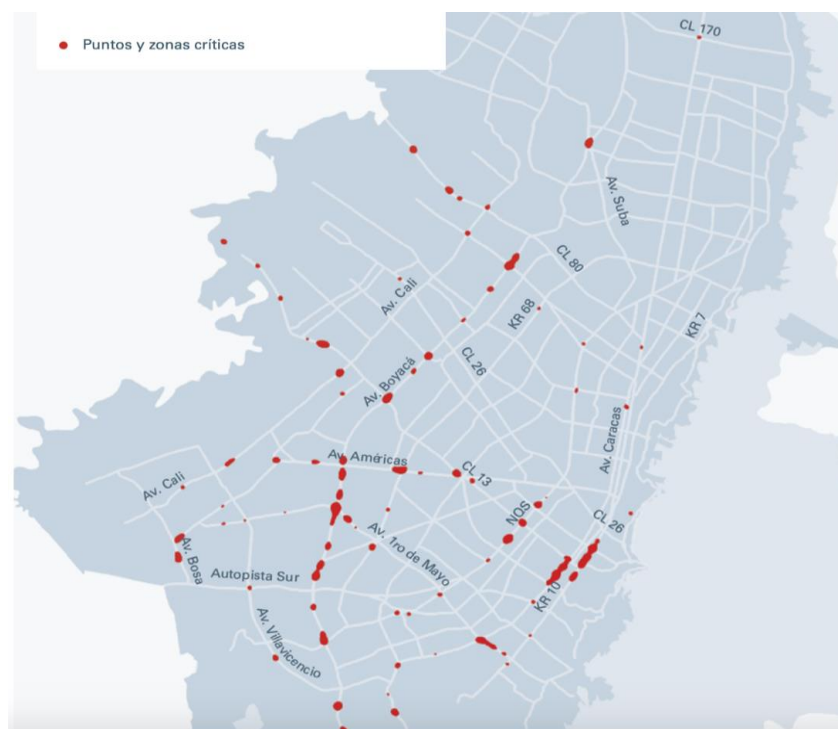 Puntos y zonas críticas
CL 170
Av. Suba
CL 80
Av. Cali
KR 68
KR 7
CL 26
Av. Boyacá
Av. Caracas
Av. Américas
CL 13
Av. Cali
NQS
CL 26
Av. 1ro de Mayo
Av. Bosa
Autopista Sur
KR 10
Av. Villavicencio